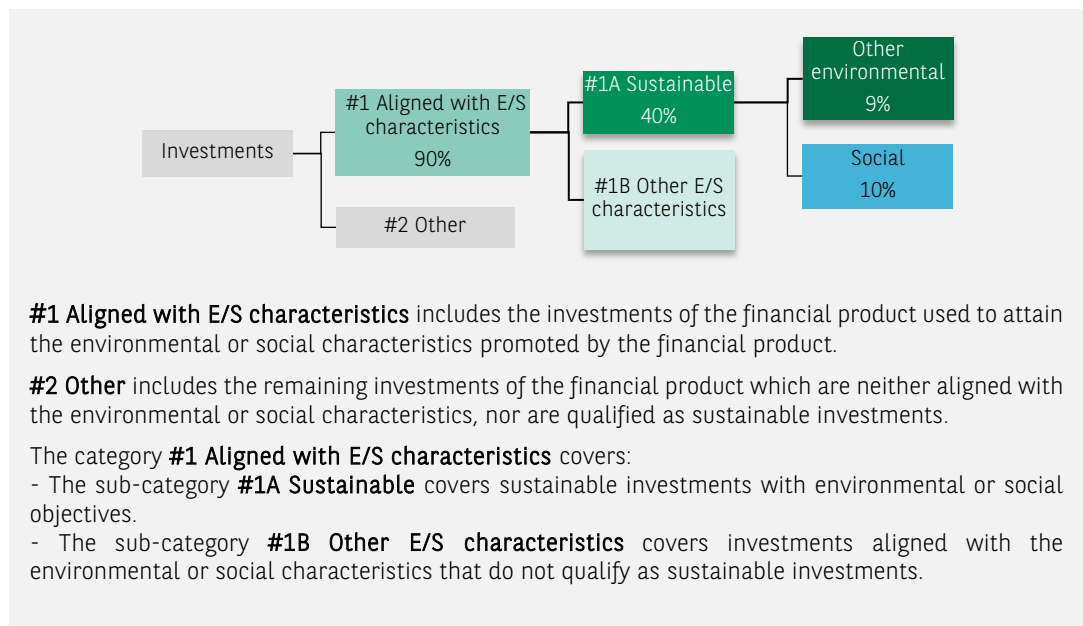 Investments
#1 Aligned with E/S
characteristics
90%
#2 Other
#1A Sustainable
40%
#1B Other E/S
characteristics
Other
environmental
9%
Social
10%
#1 Aligned with E/S characteristics includes the investments of the financial product used to attain
the environmental or social characteristics promoted by the financial product.
#2 Other includes the remaining investments of the financial product which are neither aligned with
the environmental or social characteristics, nor are qualified as sustainable investments.
The category #1 Aligned with E/S characteristics covers:
- The sub-category #1A Sustainable covers sustainable investments with environmental or social
objectives.
- The sub-category #1B Other E/S characteristics covers investments aligned with the
environmental or social characteristics that do not qualify as sustainable investments.